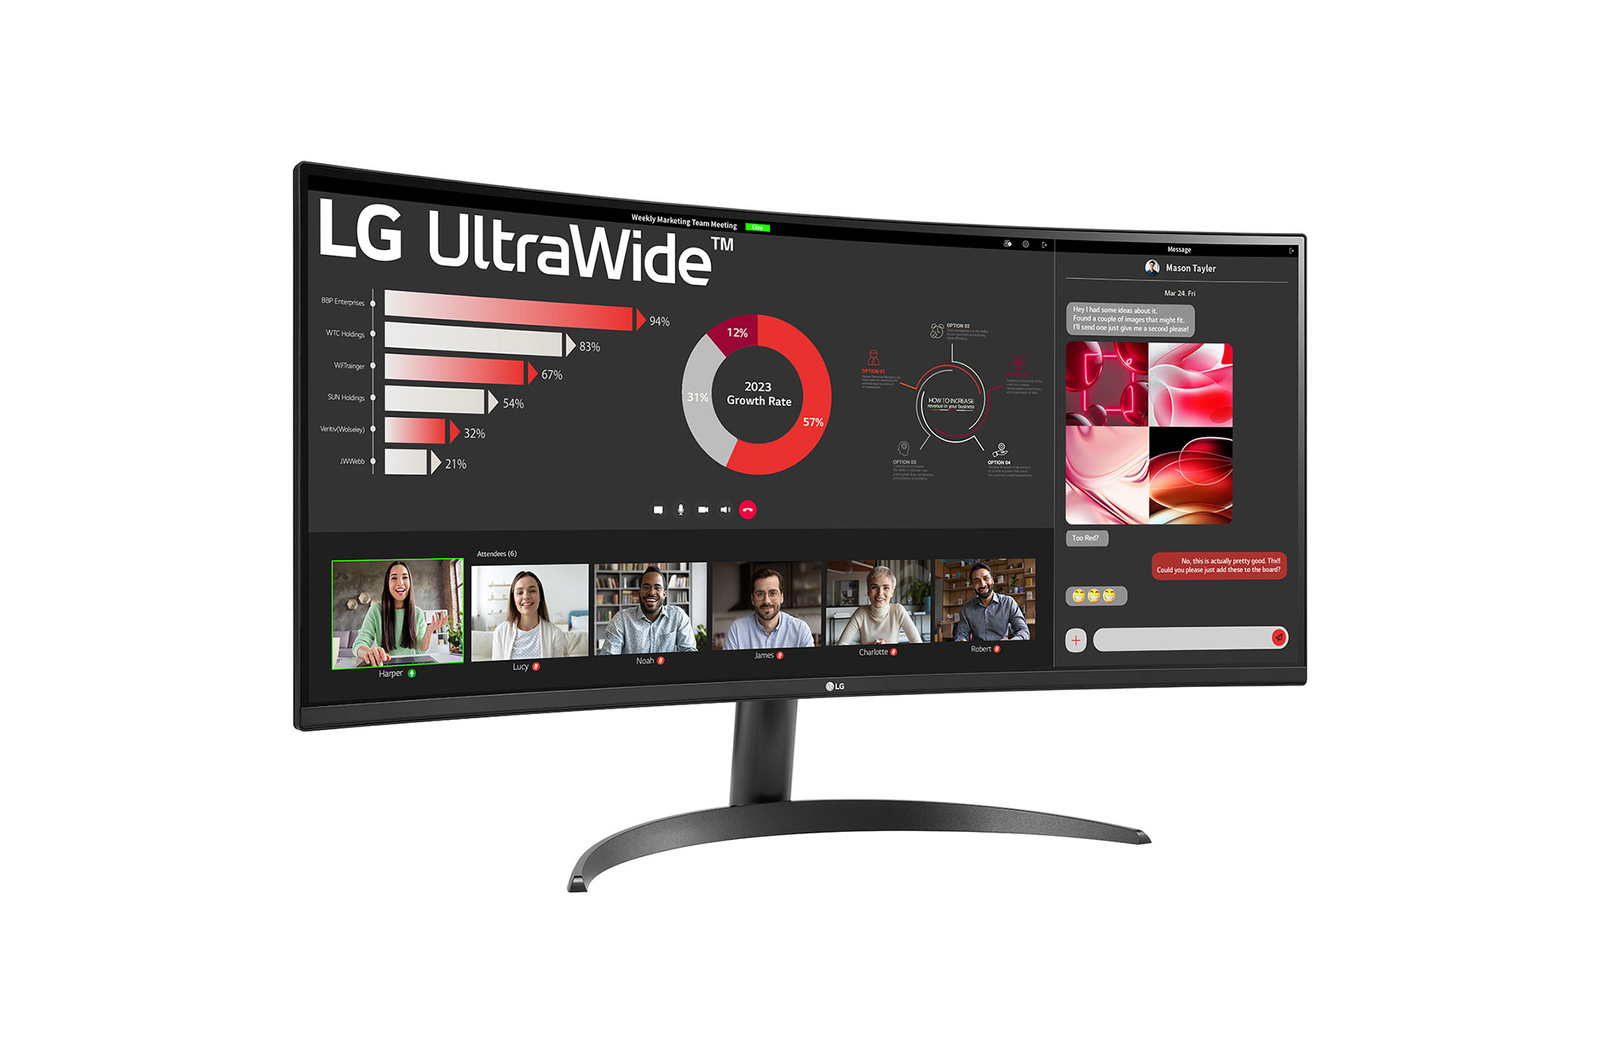 LG UltraWide™
Weekly Marketing Team Meeting
Live
BBP Enterprises
94%
WTC Holdings
83%
W.FTrainger
67%
SUN Holdings
54%
Veritiv(Wolseley)
32%
J.WWebb
21%
12%
31%
57%
2023
Growth Rate
OPTION 01
OPTION 02
HOW TO INCREASE
revenue in your business
OPTION 05
OPTION 04
Attendees (6)
Harper
Lucy
Noah
James
Charlotte
Robert
Message
Mason Tayler
Mar 24. Fri
Hey I had some ideas about it.
Found a couple of images that might fit.
I'll send one just give me a second please!
Too Red?
No, this is actually pretty good, Thx!!
Could you please just add these to the board?
LG